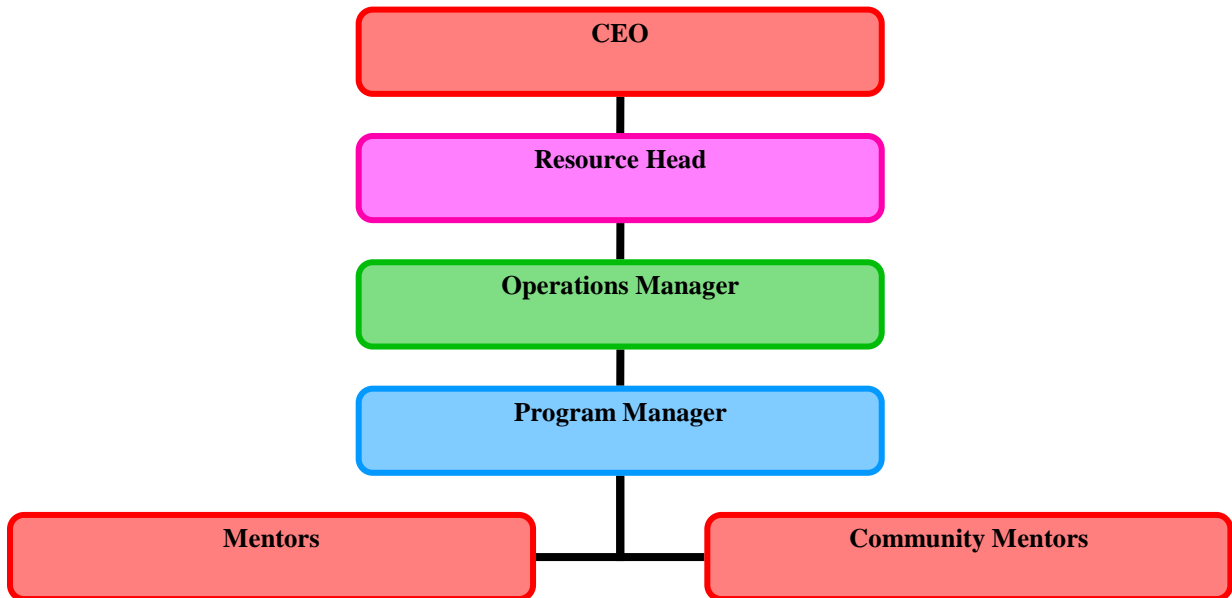 CEO
Resource Head
Operations Manager
Program Manager
Mentors
Community Mentors